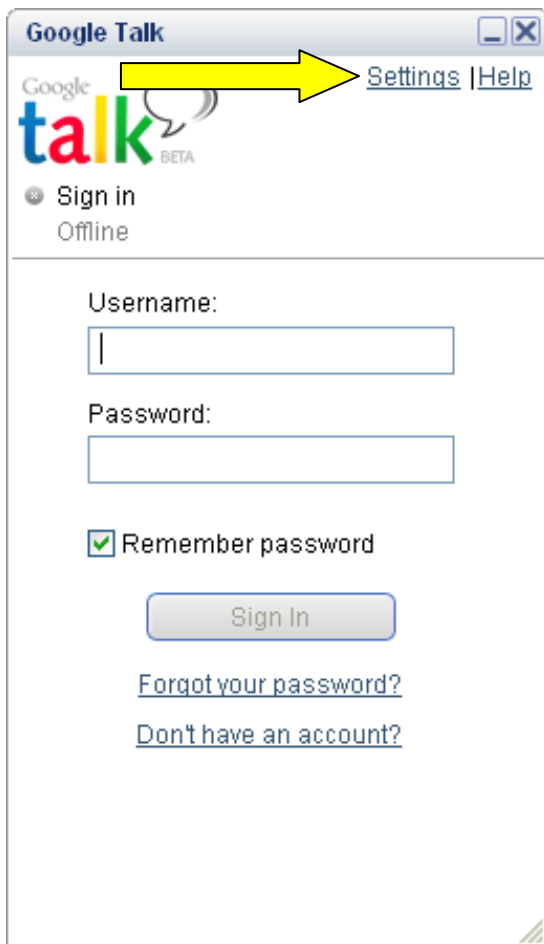 Google Talk
Settings | Help
Google
talk
BETA
Sign in
Offline
Username:
Password:
Remember password
Sign In
Forgot your password?
Don't have an account?